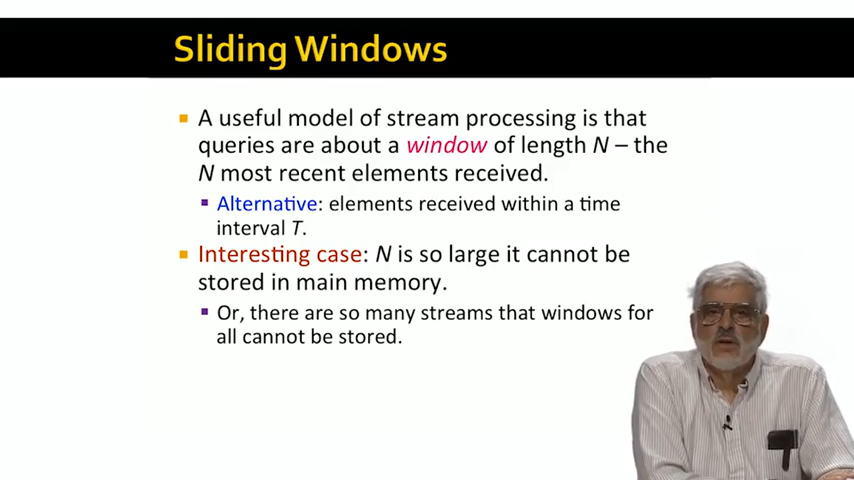 Sliding Windows
▪ A useful model of stream processing is that
queries are about a window of length N – the
N most recent elements received.
▪ Alternative: elements received within a time
interval T.
▪ Interesting case: N is so large it cannot be
stored in main memory.
▪ Or, there are so many streams that windows for
all cannot be stored.